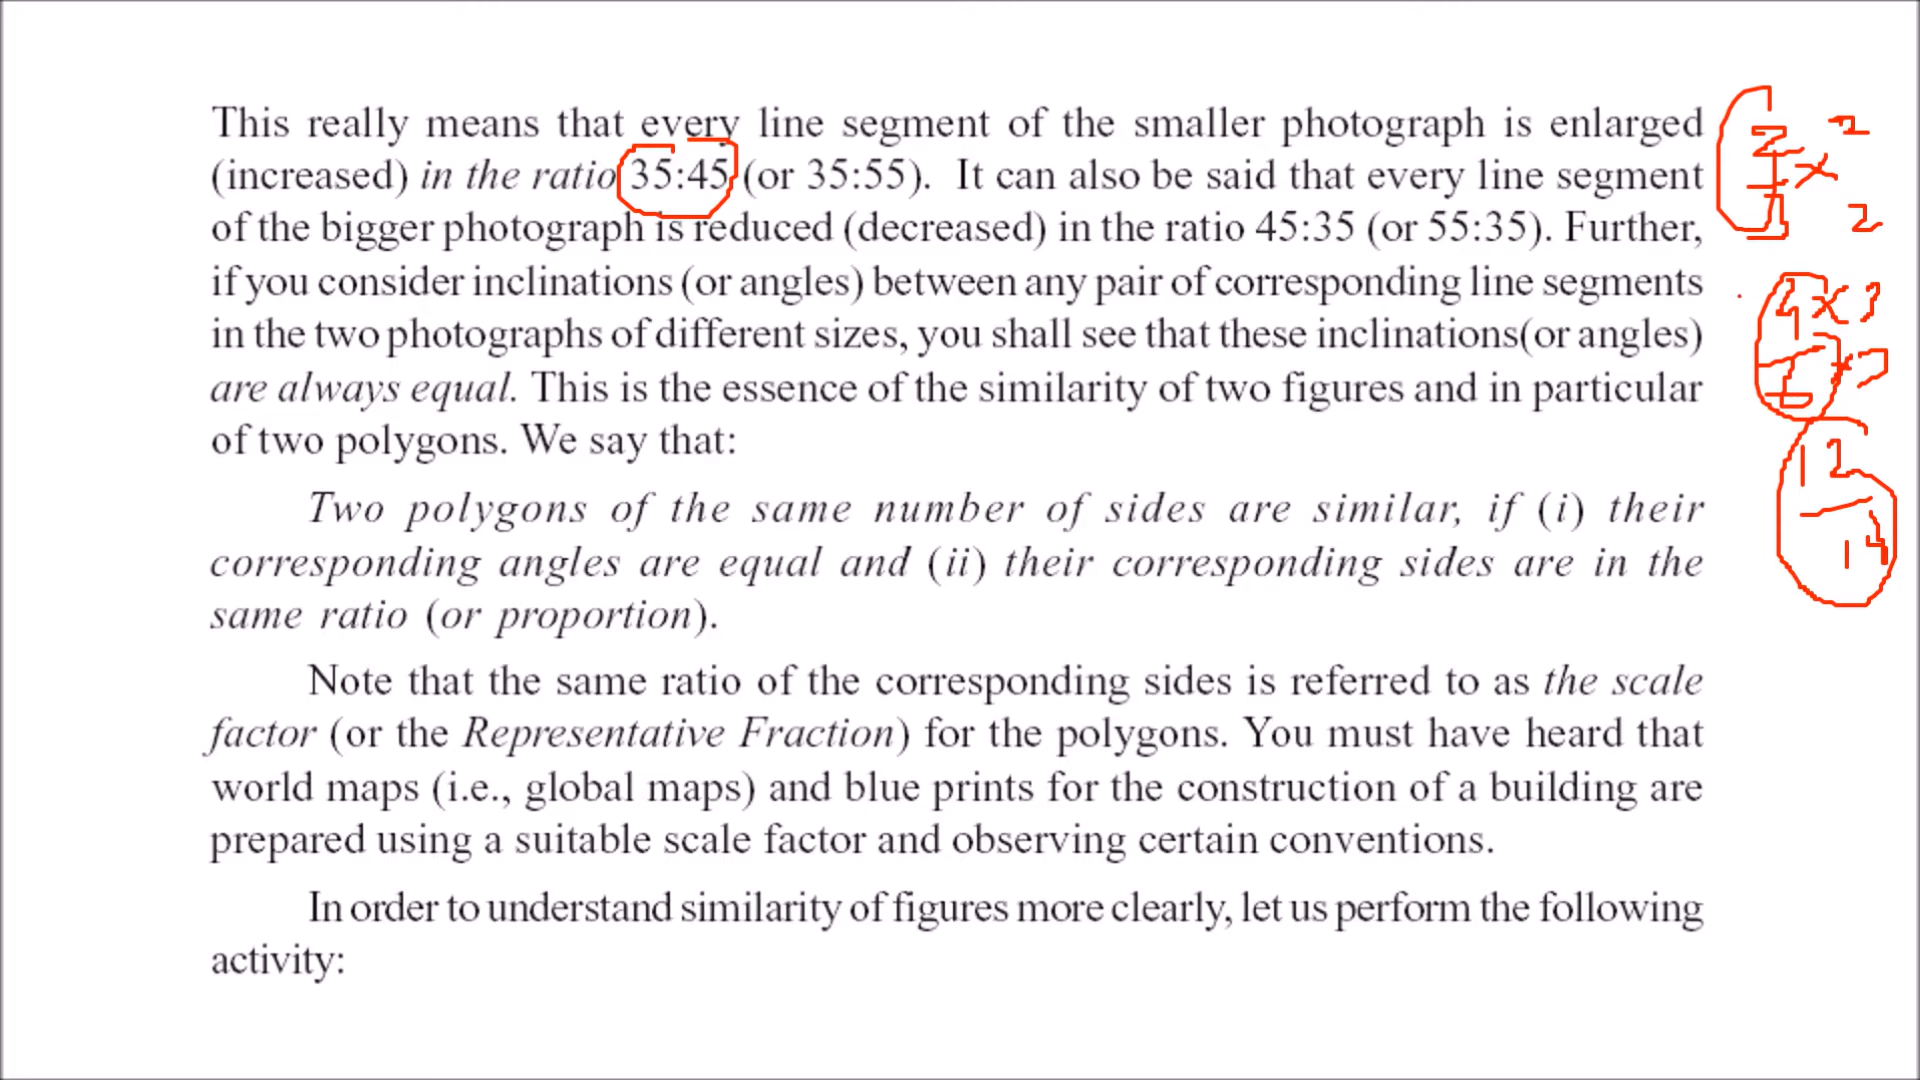 This really means that every line segment of the smaller photograph is enlarged
(increased) in the ratio 35:45 (or 35:55). It can also be said that every line segment
of the bigger photograph is reduced (decreased) in the ratio 45:35 (or 55:35). Further,
if you consider inclinations (or angles) between any pair of corresponding line segments
in the two photographs of different sizes, you shall see that these inclinations(or angles)
are always equal. This is the essence of the similarity of two figures and in particular
of two polygons. We say that:
Two polygons of the same number of sides are similar, if (i) their
corresponding angles are equal and (ii) their corresponding sides are in the
same ratio (or proportion).
Note that the same ratio of the corresponding sides is referred to as the scale
factor (or the Representative Fraction) for the polygons. You must have heard that
world maps (i.e., global maps) and blue prints for the construction of a building are
prepared using a suitable scale factor and observing certain conventions.
In order to understand similarity of figures more clearly, let us perform the following
activity:
2
2
12